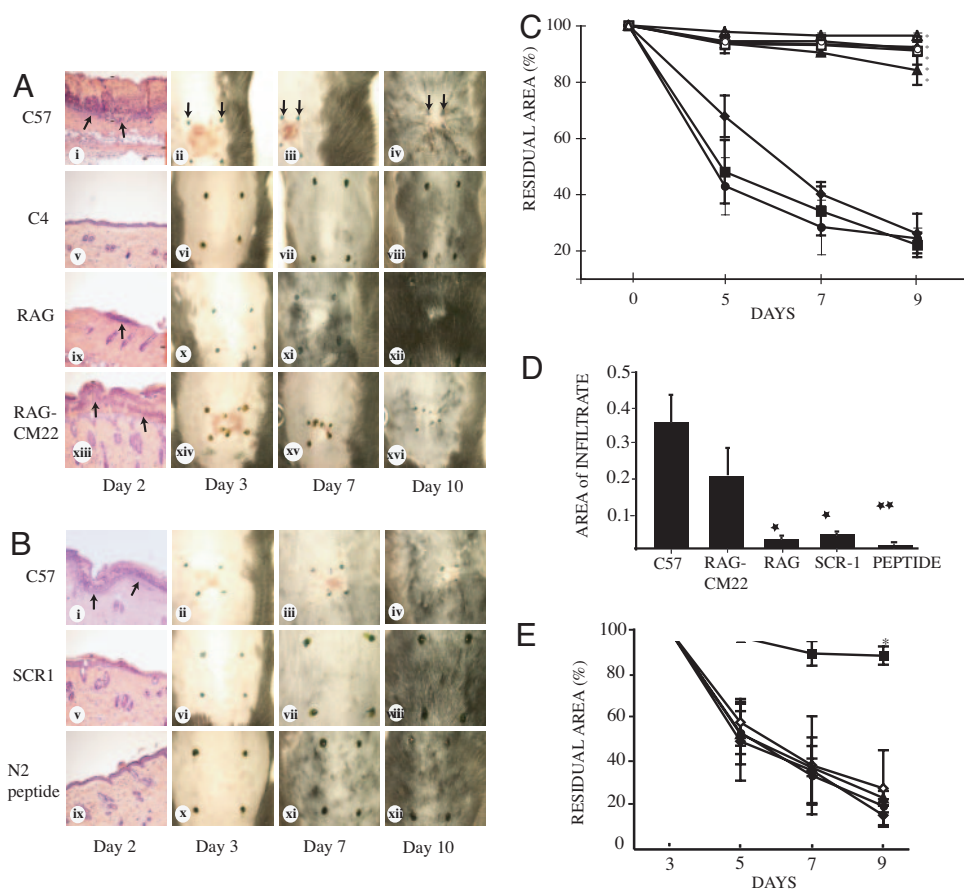 A
C57
i
ii
iii
iv
C4
v
vi
vii
viii
RAG
ix
x
xi
xii
RAG-
CM22
xiii
xiv
xv
xvi
Day 2
Day 3
Day 7
Day 10
B
C57
i
ii
iii
iv
SCR1
v
vi
vii
viii
N2
peptide
ix
x
xi
xii
Day 2
Day 3
Day 7
Day 10
C
RESIDUAL AREA (%)
100
80
60
40
20
0
5
7
9
DAYS
D
AREA of INFILTRATE
0.5
0.4
0.3
0.2
0.1
C57
RAG-
CM22
RAG
SCR-1
PEPTIDE
E
RESIDUAL AREA (%)
100
80
60
40
20
0
*
3
5
7
9
DAYS